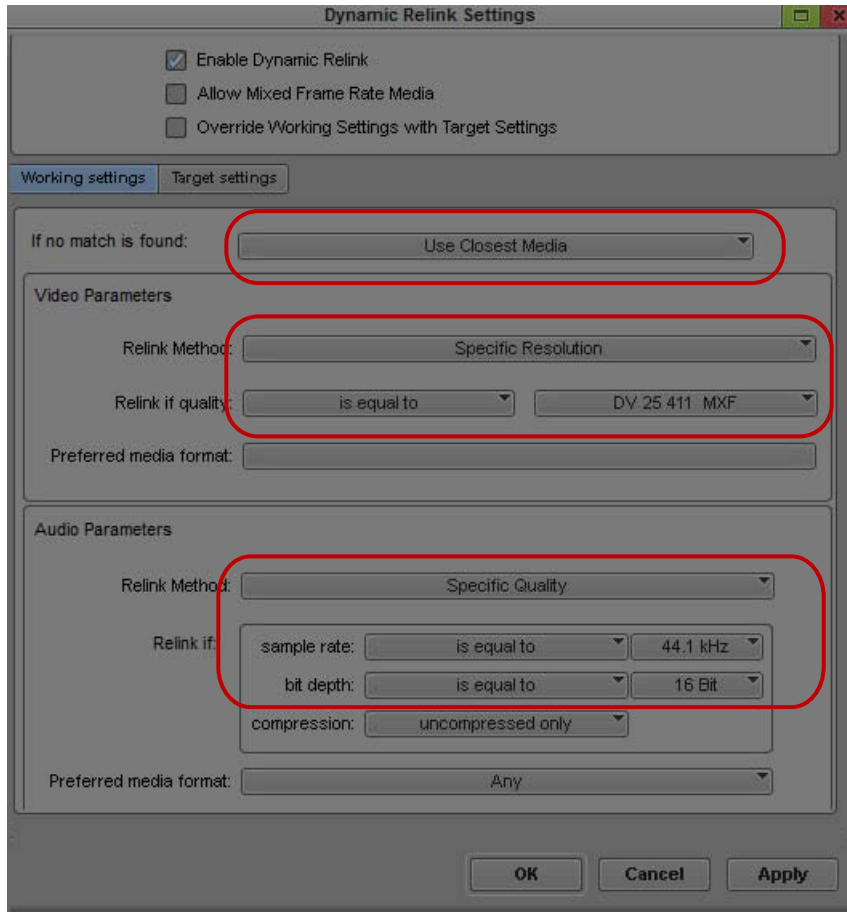 Dynamic Relink Settings
Enable Dynamic Relink
Allow Mixed Frame Rate Media
Override Working Settings with Target Settings
Working settings Target settings
If no match is found: Use Closest Media
Video Parameters
Relink Method: Specific Resolution
Relink if quality: is equal to DV 25 411 MXF
Preferred media format:
Audio Parameters
Relink Method: Specific Quality
Relink if: sample rate: is equal to 44.1 kHz
bit depth: is equal to 16 Bit
compression: uncompressed only
Preferred media format: Any
OK Cancel Apply